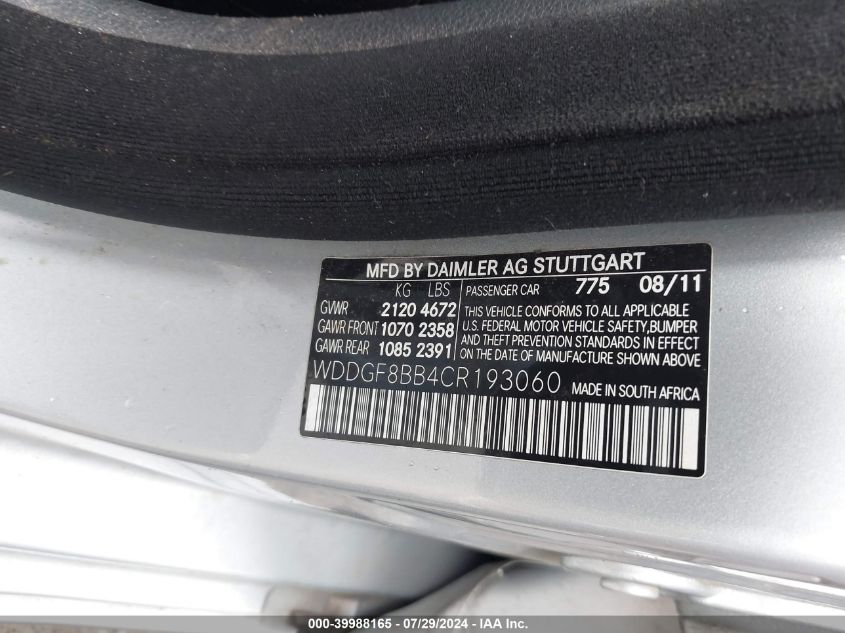 MFD BY DAIMLER AG STUTTGART
KG LBS PASSENGER CAR 775 08/11
GVWR 2120 4672
GAWR FRONT 1070 2358
GAWR REAR 1085 2391
THIS VEHICLE CONFORMS TO ALL APPLICABLE
U.S. FEDERAL MOTOR VEHICLE SAFETY,BUMPER
AND THEFT PREVENTION STANDARDS IN EFFECT
ON THE DATE OF MANUFACTURE SHOWN ABOVE.
WDDGF8BB4CR193060 MADE IN SOUTH AFRICA
000-39988165 - 07/29/2024 - IAA Inc.